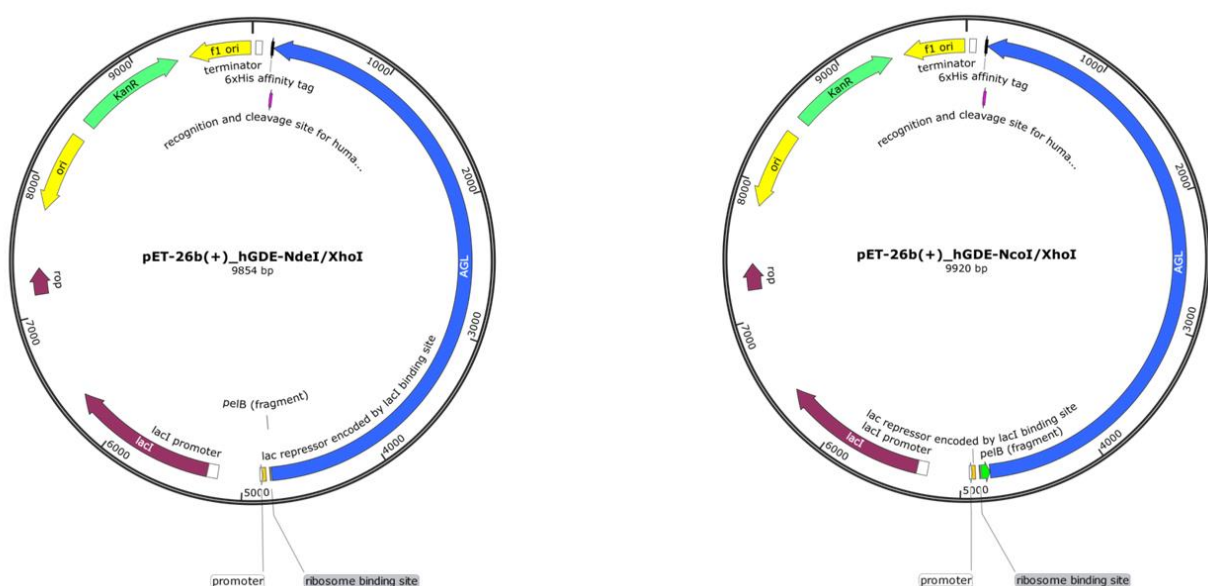 f1 ori
terminator
6xHis affinity tag
recognition and cleavage site for huma...
KanR
ori
rop
lacI
lacI promoter
pelB (fragment)
lac repressor encoded by lacI binding site
AGL
1000
2000
3000
4000
5000
6000
7000
8000
9000
pET-26b(+)_hGDE-NdeI/XhoI
9854 bp
promoter
ribosome binding site
f1 ori
terminator
6xHis affinity tag
recognition and cleavage site for huma...
KanR
ori
rop
lacI
lacI promoter
lac repressor encoded by lacI binding site
pelB (fragment)
AGL
1000
2000
3000
4000
5000
6000
7000
8000
9000
pET-26b(+)_hGDE-NcoI/XhoI
9920 bp
promoter
ribosome binding site